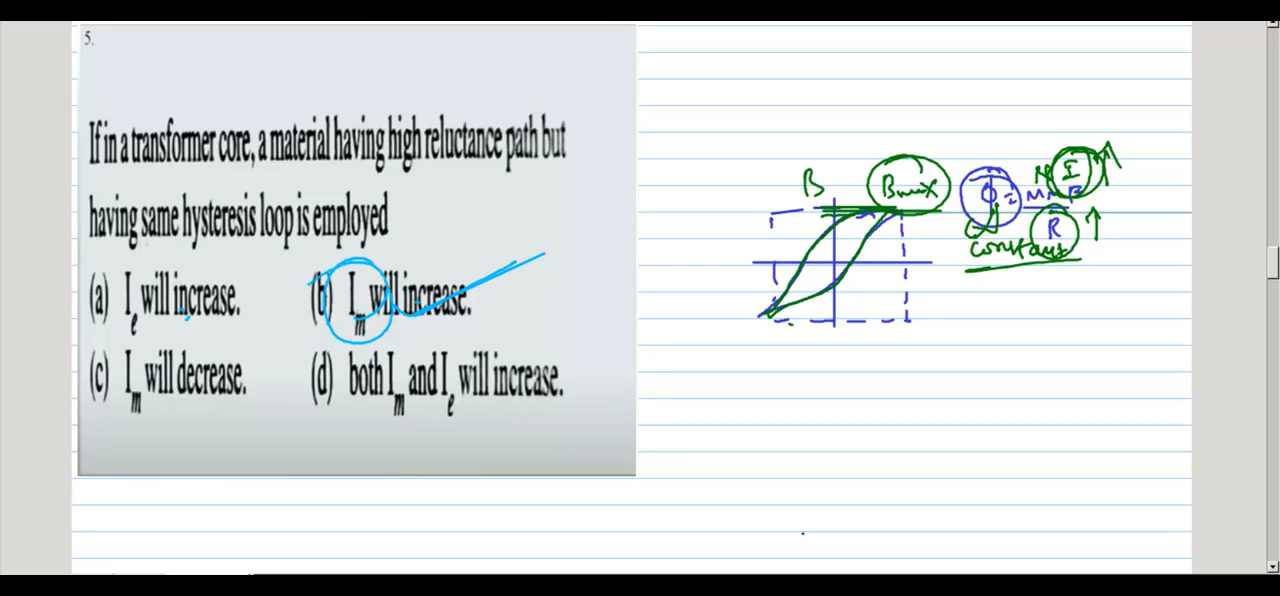 5.
If in a transformer core, a material having high reluctance path but
having same hysteresis loop is employed
(a) Iₑ will increase. (b) Iₘ will increase.
(c) Iₘ will decrease. (d) both Iₘ and Iₑ will increase.
B Bmax Φ = MMF N I ↑↑
R ↑
constant